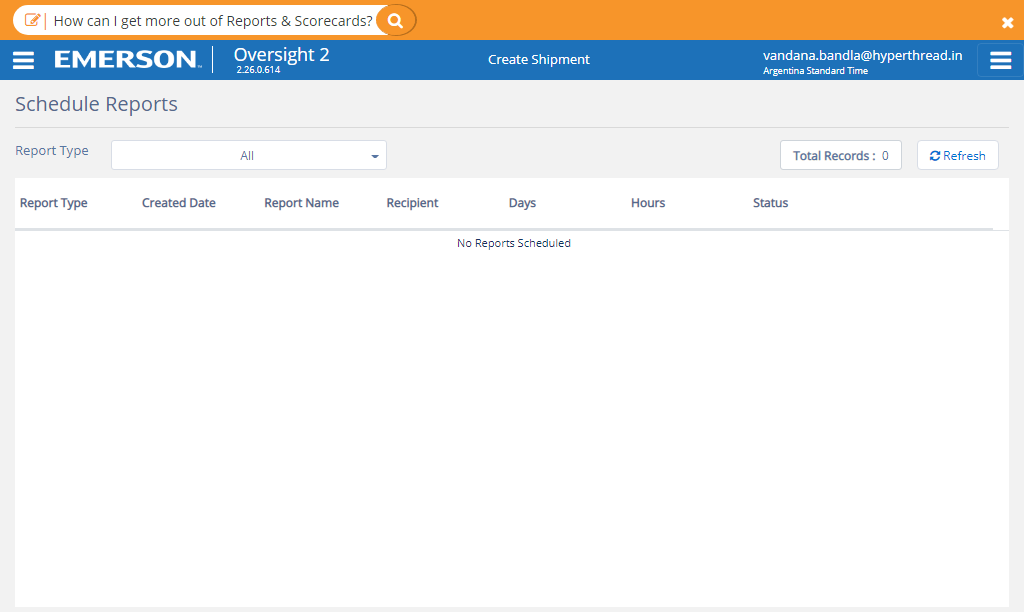 How can I get more out of Reports & Scorecards?
EMERSON™ Oversight 2
2.26.0.614
Create Shipment
vandana.bandla@hyperthread.in
Argentina Standard Time
Schedule Reports
Report Type All Total Records : 0 Refresh
Report Type Created Date Report Name Recipient Days Hours Status
No Reports Scheduled